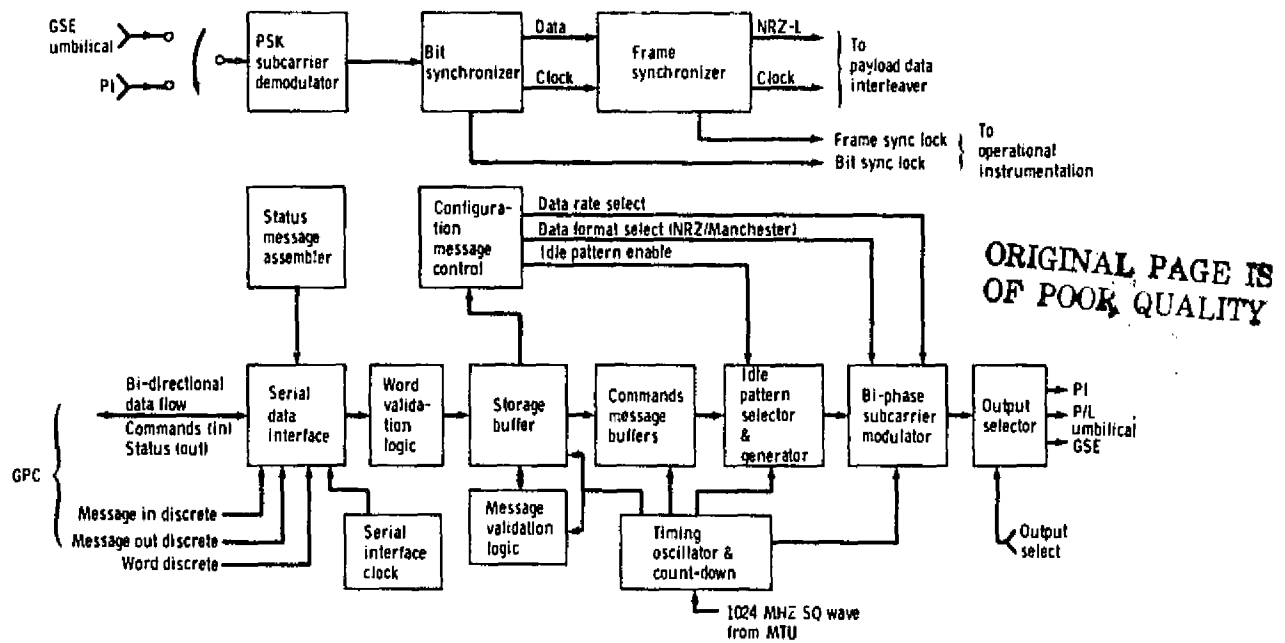 GSE
umbilical
PI
PSK
subcarrier
demodulator
Bit
synchronizer
Data
Clock
Frame
synchronizer
NRZ-L
Clock
To
payload data
interleaver
Frame sync lock
Bit sync lock
To
operational
instrumentation
Status
message
assembler
Configura-
tion
message
control
Data rate select
Data format select (NRZ/Manchester)
Idle pattern enable
ORIGINAL PAGE IS
OF POOR QUALITY
GPC
Bi-directional
data flow
Commands (in)
Status (out)
Serial
data
interface
Word
valida-
tion
logic
Storage
buffer
Commands
message
buffers
Idle
pattern
selector
&
generator
Bi-phase
subcarrier
modulator
Output
selector
PI
P/L
umbilical
GSE
Message in discrete
Message out discrete
Word discrete
Serial
interface
clock
Message
validation
logic
Timing
oscillator &
count-down
Output
select
1024 MHZ SQ wave
from MTU